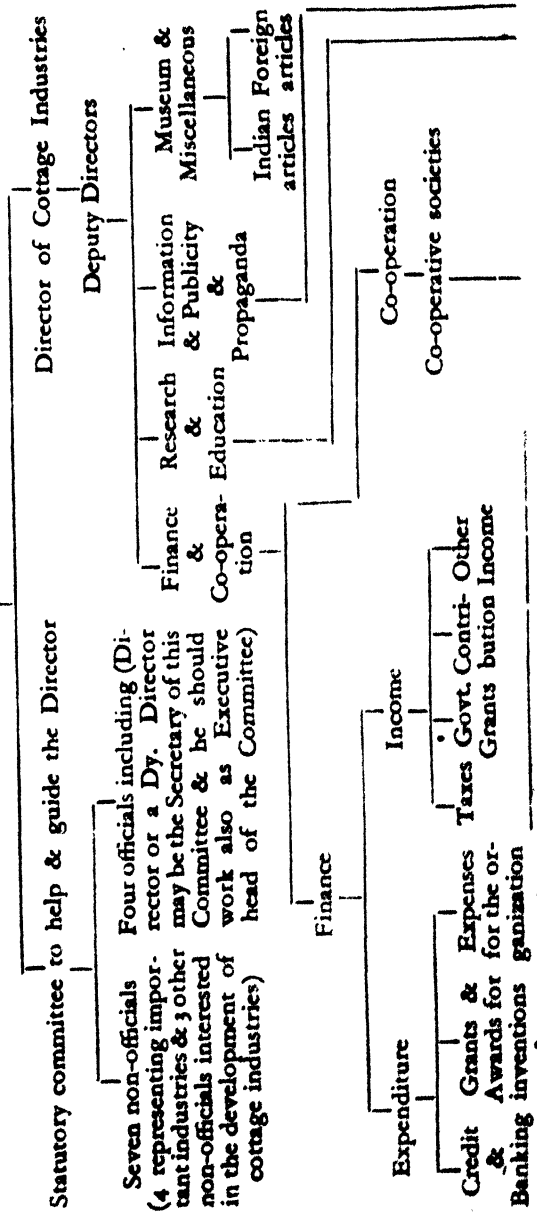 Statutory committee to help & guide the Director
Director of Cottage Industries
Deputy Directors
Seven non-officials
(4 representing impor-
tant industries & 3 other
non-officials interested
in the development of
cottage industries)
Four officials including (Di-
rector or a Dy. Director
may be the Secretary of this
Committee & he should
work also as Executive
head of the Committee)
Finance
&
Co-opera-
tion
Research
&
Education
Information
& Publicity
&
Propaganda
Museum &
Miscellaneous
Indian
articles
Foreign
articles
Finance
Co-operation
Co-operative societies
Expenditure
Income
Credit
&
Banking
Grants &
Awards for
inventions
Expenses
for the or-
ganization
Taxes
Govt.
Grants
Contri-
bution
Other
Income